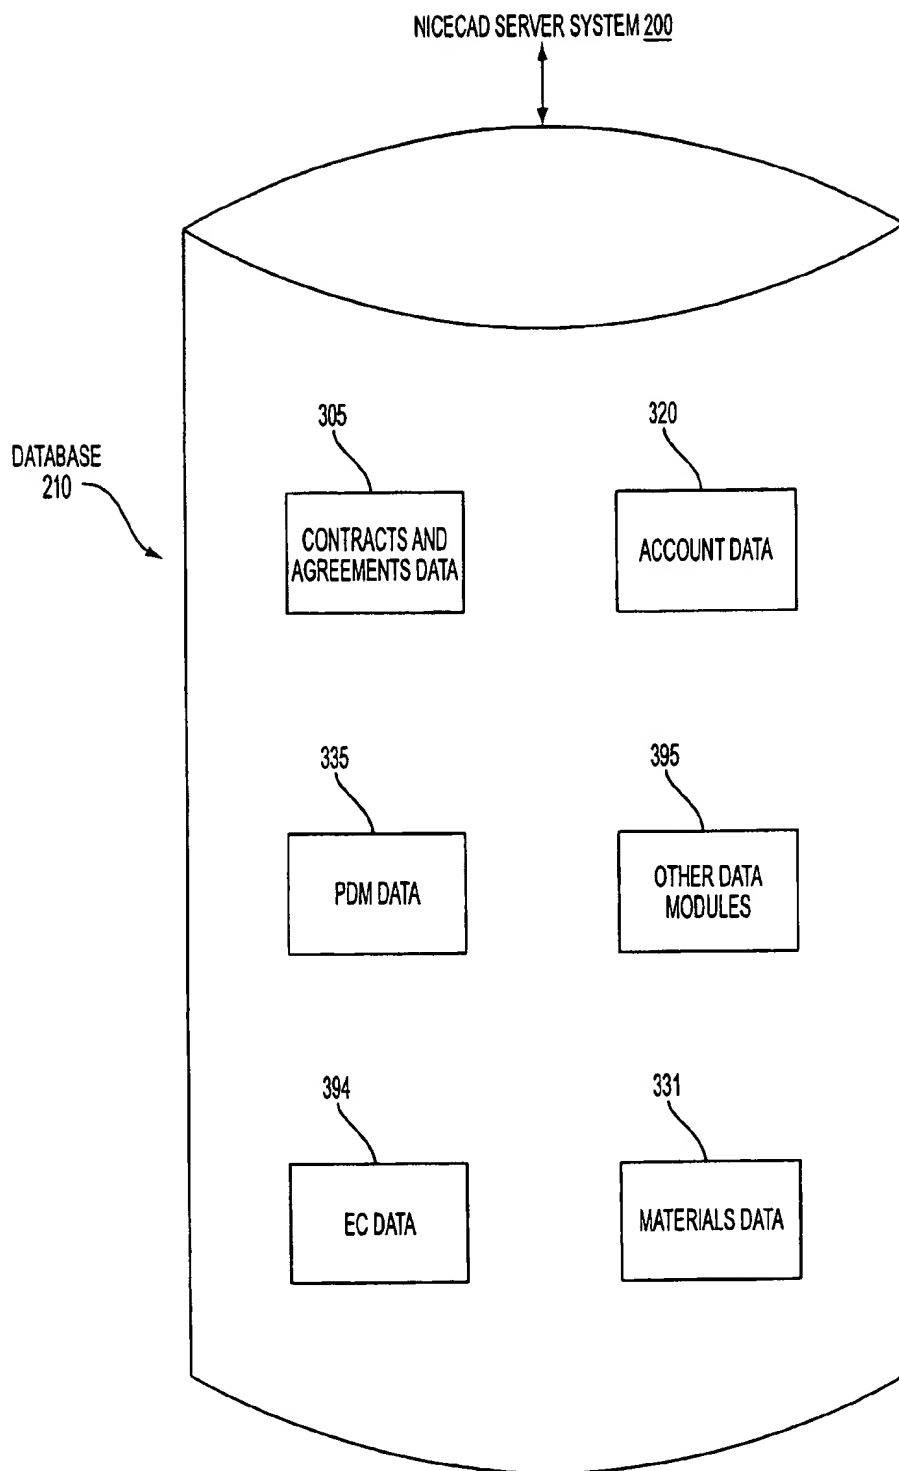 NICECAD SERVER SYSTEM 200
305
320
DATABASE
210
CONTRACTS AND
AGREEMENTS DATA
ACCOUNT DATA
335
395
PDM DATA
OTHER DATA
MODULES
394
331
EC DATA
MATERIALS DATA